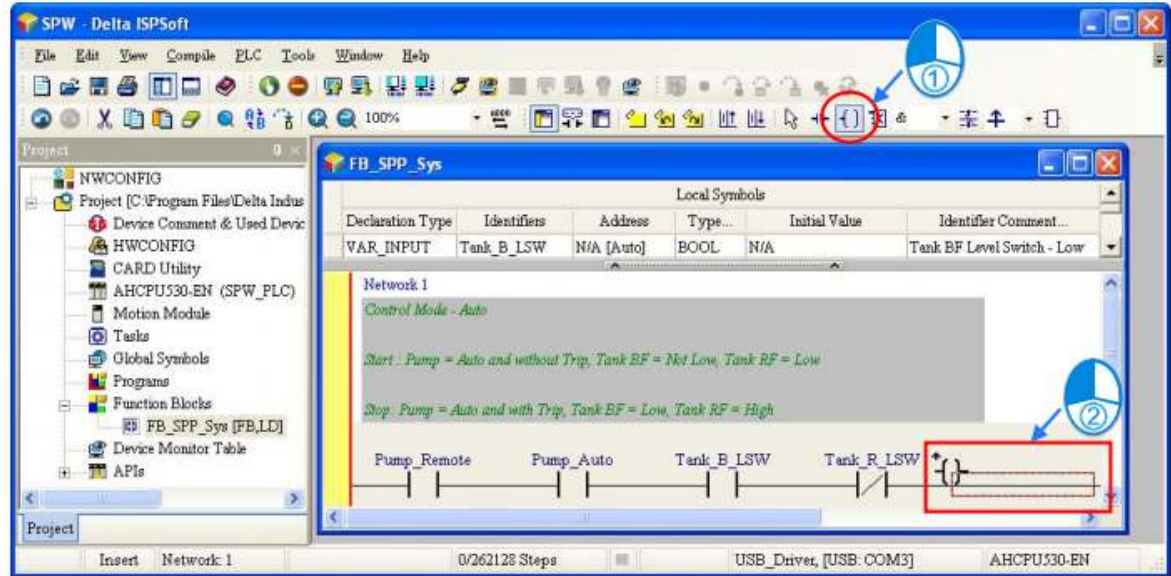 SPW - Delta ISPSoft
File Edit View Compile PLC Tools Window Help
①
100%
Project
NWCONFIG
Project [C:\Program Files\Delta Indus
Device Comment & Used Devic
HWCONFIG
CARD Utility
AHCPU530-EN (SPW_PLC)
Motion Module
Tasks
Global Symbols
Programs
Function Blocks
FB_SPP_Sys [FB,LD]
Device Monitor Table
APIs
Project
FB_SPP_Sys
Local Symbols
Declaration Type Identifiers Address Type... Initial Value Identifier Comment...
VAR_INPUT Tank_B_LSW N/A [Auto] BOOL N/A Tank BF Level Switch - Low
Network 1
Control Mode - Auto
Start : Pump = Auto and without Trip, Tank BF = Not Low, Tank RF = Low
Stop: Pump = Auto and with Trip, Tank BF = Low, Tank RF = High
②
Pump_Remote Pump_Auto Tank_B_LSW Tank_R_LSW
Insert Network: 1 0/262128 Steps USB_Driver, [USB: COM3] AHCPU530-EN